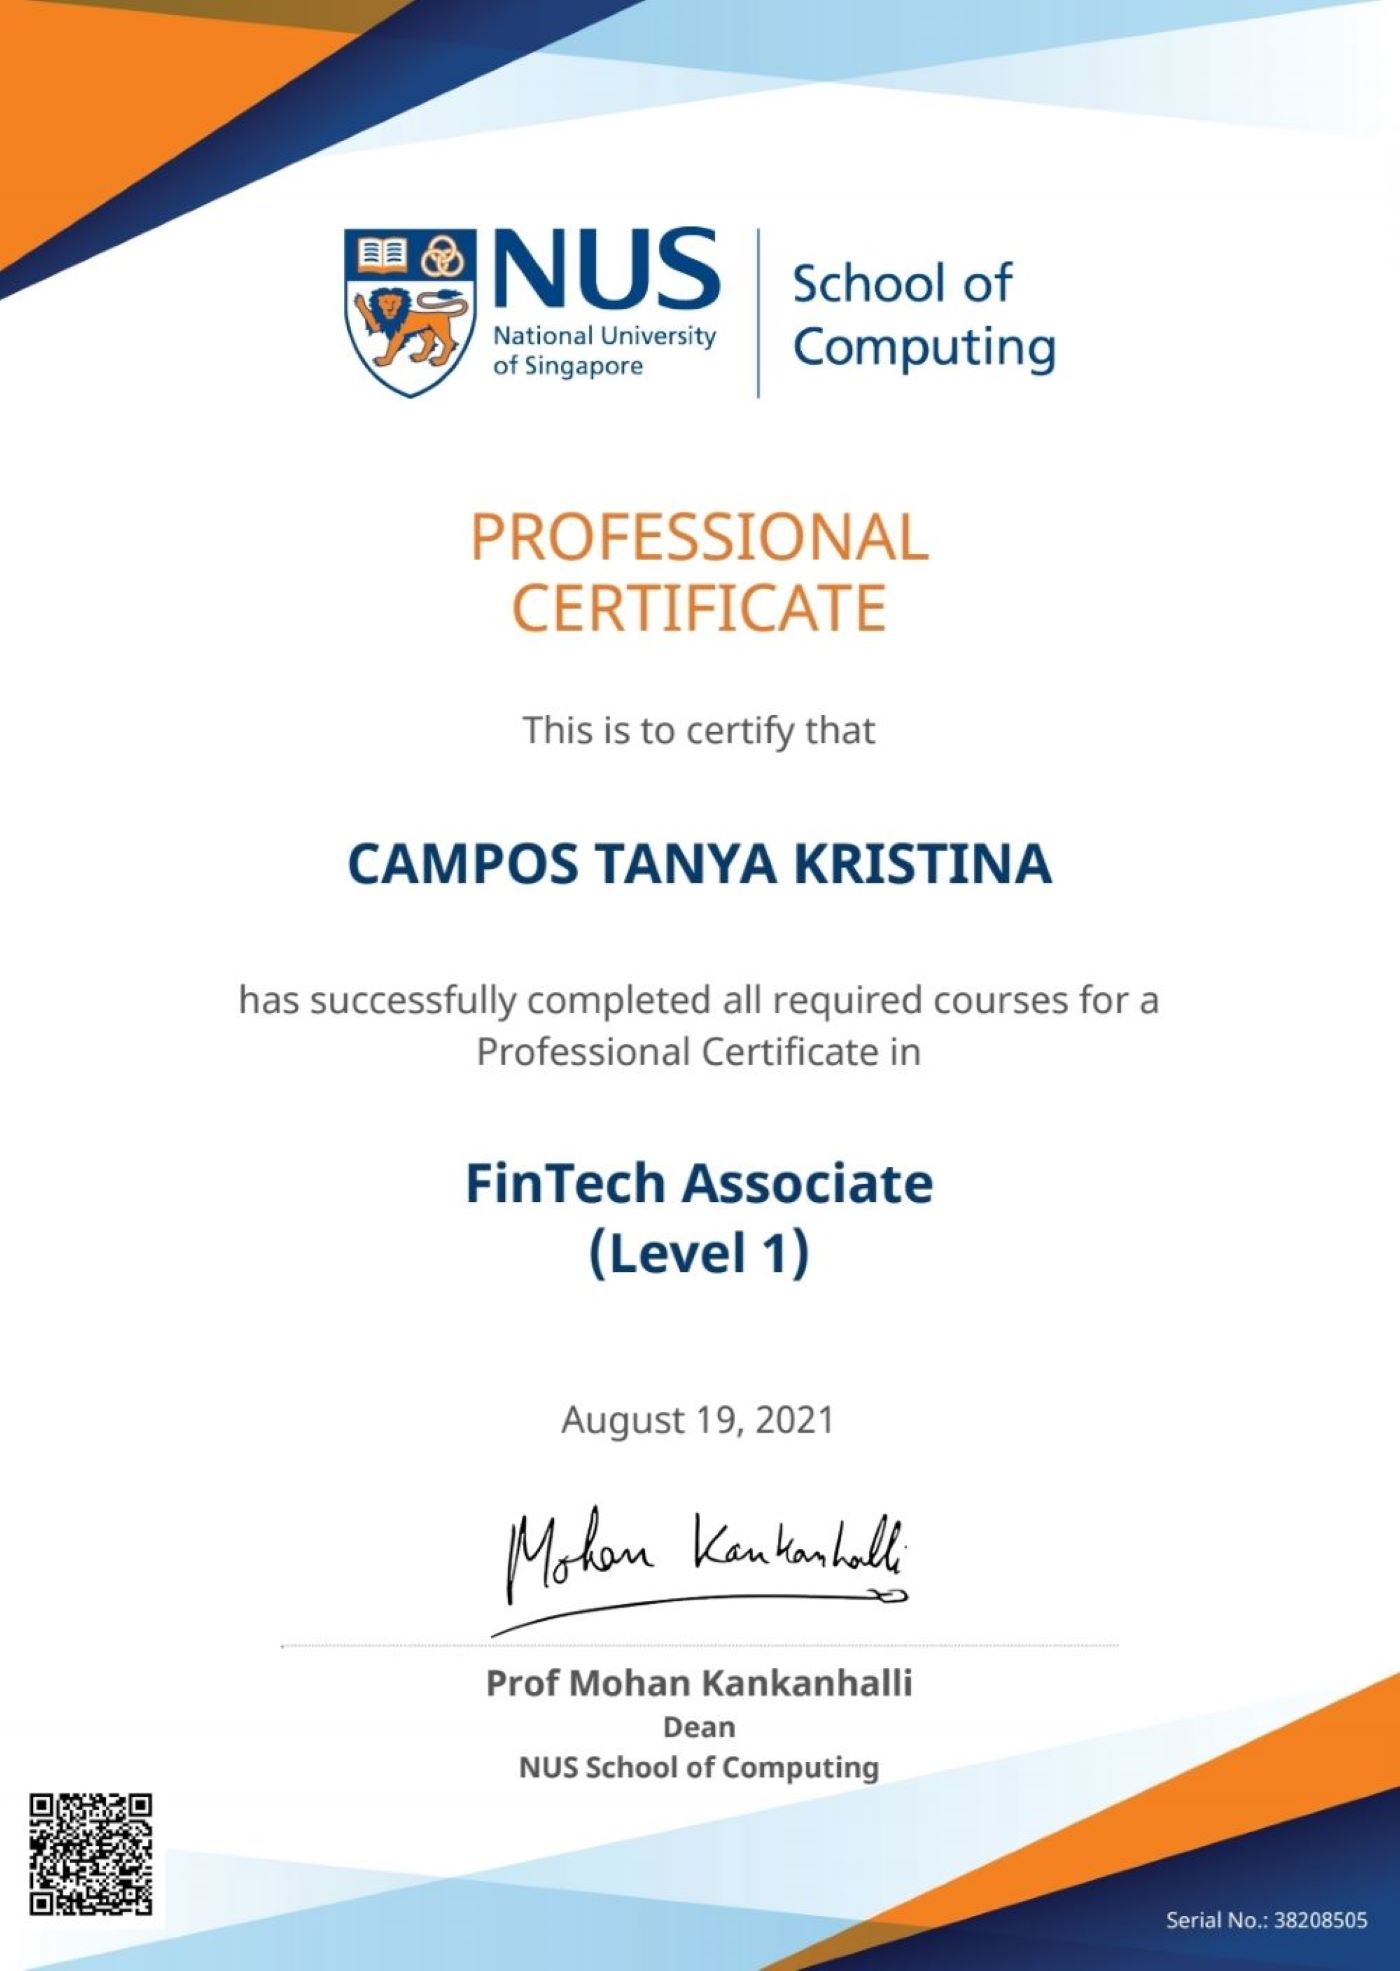 NUS
National University
of Singapore
School of
Computing
PROFESSIONAL
CERTIFICATE
This is to certify that
CAMPOS TANYA KRISTINA
has successfully completed all required courses for a
Professional Certificate in
FinTech Associate
(Level 1)
August 19, 2021
Mohan Kankanhalli
Prof Mohan Kankanhalli
Dean
NUS School of Computing
Serial No.: 38208505